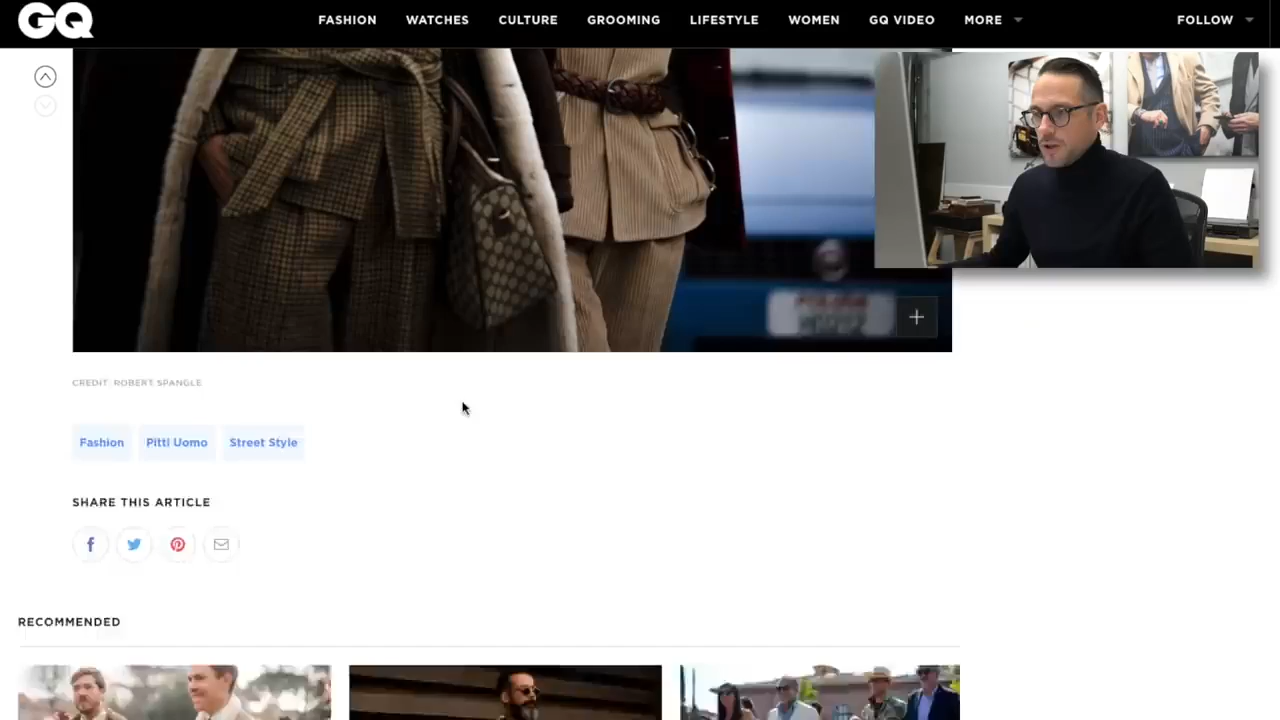 GQ
FASHION WATCHES CULTURE GROOMING LIFESTYLE WOMEN GQ VIDEO MORE FOLLOW
CREDIT: ROBERT SPANGLE
Fashion Pitti Uomo Street Style
SHARE THIS ARTICLE
RECOMMENDED